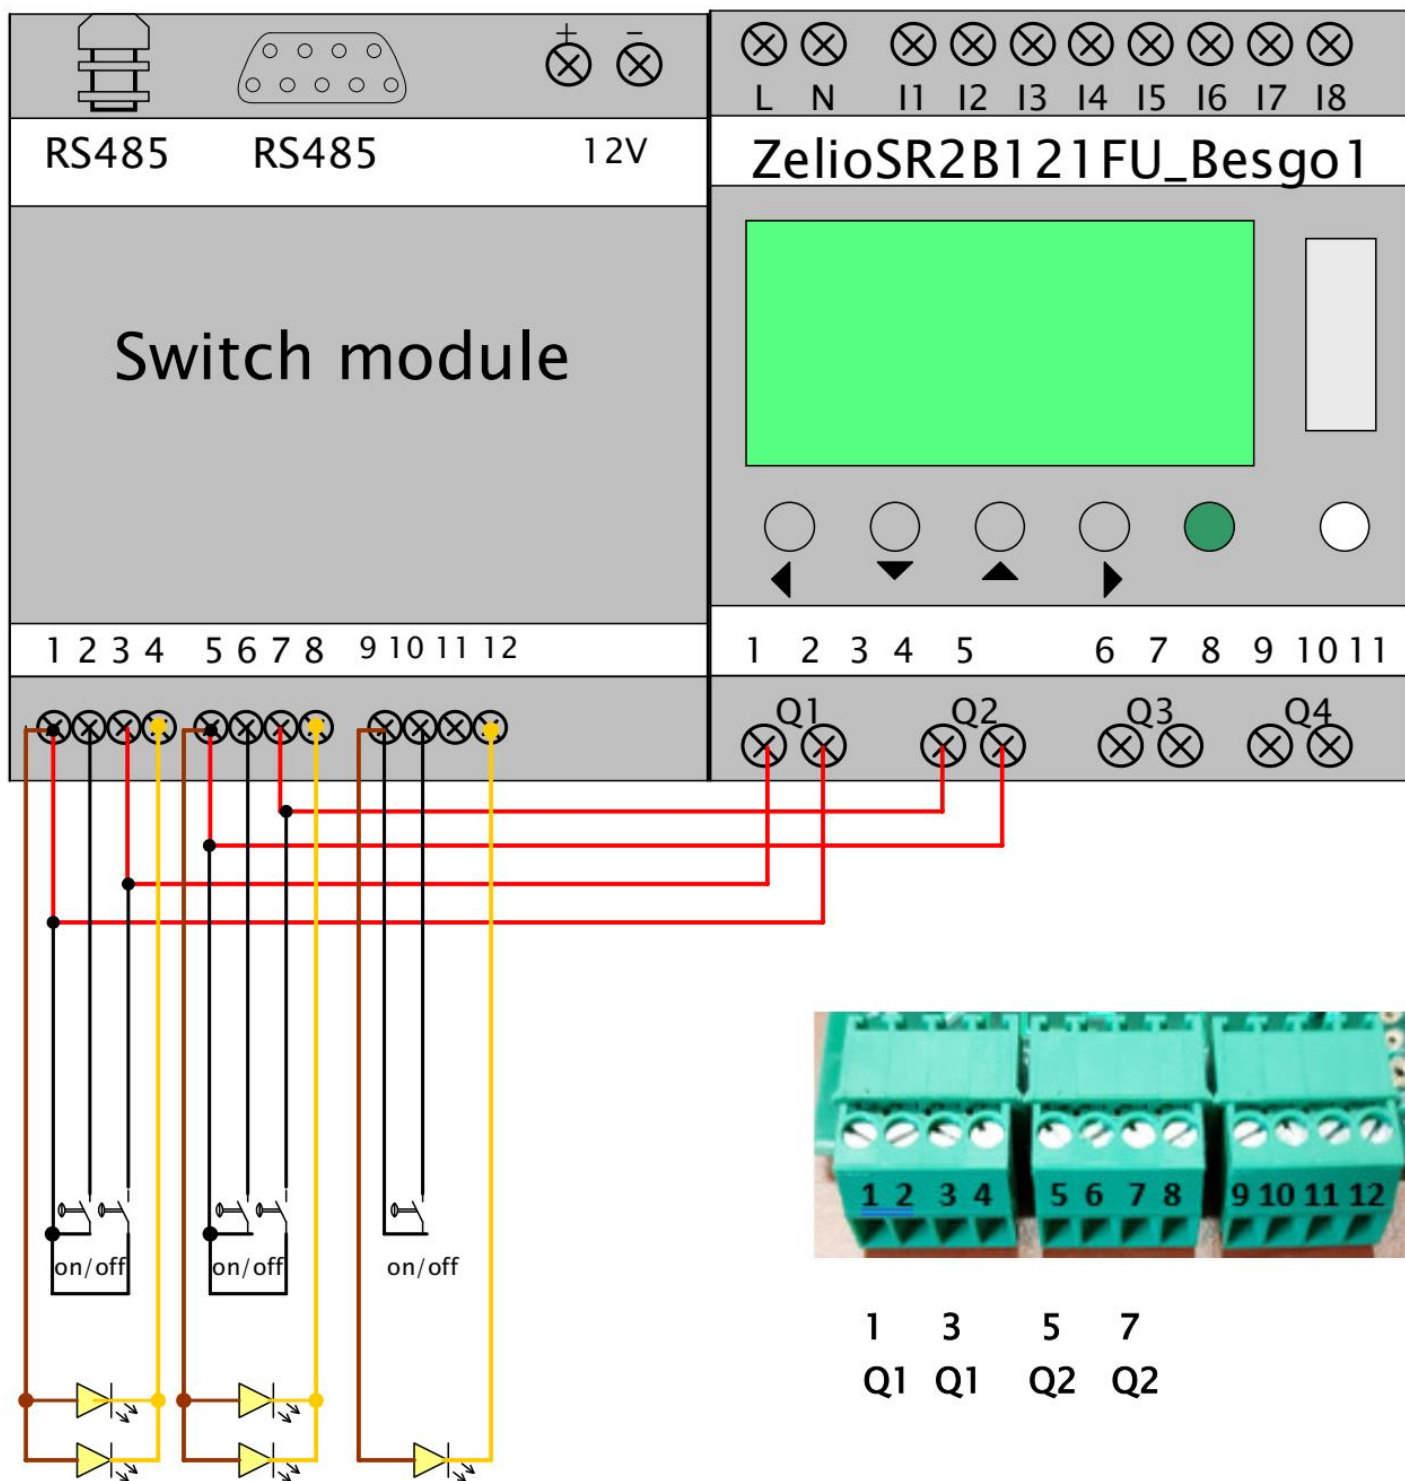 + −
L N I1 I2 I3 I4 I5 I6 I7 I8
RS485 RS485 12V
ZelioSR2B121FU_Besgo1
Switch module
1 2 3 4 5 6 7 8 9 10 11 12
1 2 3 4 5 6 7 8 9 10 11
Q1 Q2 Q3 Q4
on/off on/off on/off
1 2 3 4 5 6 7 8 9 10 11 12
1 3 5 7
Q1 Q1 Q2 Q2